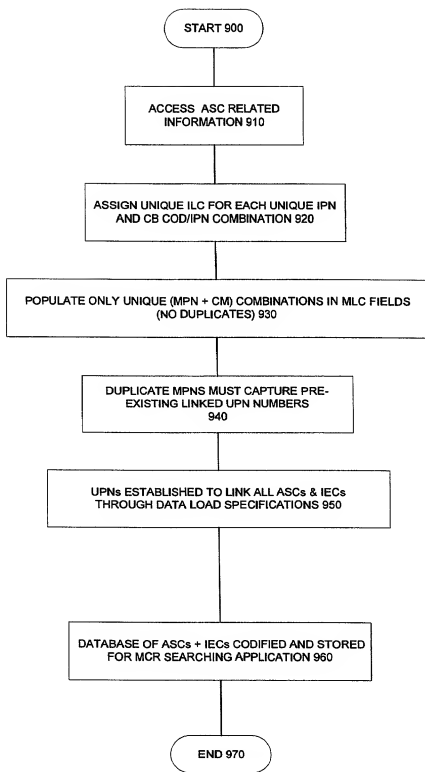 START 900
ACCESS ASC RELATED
INFORMATION 910
ASSIGN UNIQUE ILC FOR EACH UNIQUE IPN
AND CB COD/IPN COMBINATION 920
POPULATE ONLY UNIQUE (MPN + CM) COMBINATIONS IN MLC FIELDS
(NO DUPLICATES) 930
DUPLICATE MPNS MUST CAPTURE PRE-
EXISTING LINKED UPN NUMBERS
940
UPNs ESTABLISHED TO LINK ALL ASCs & IECs
THROUGH DATA LOAD SPECIFICATIONS 950
DATABASE OF ASCs + IECs CODIFIED AND STORED
FOR MCR SEARCHING APPLICATION 960
END 970